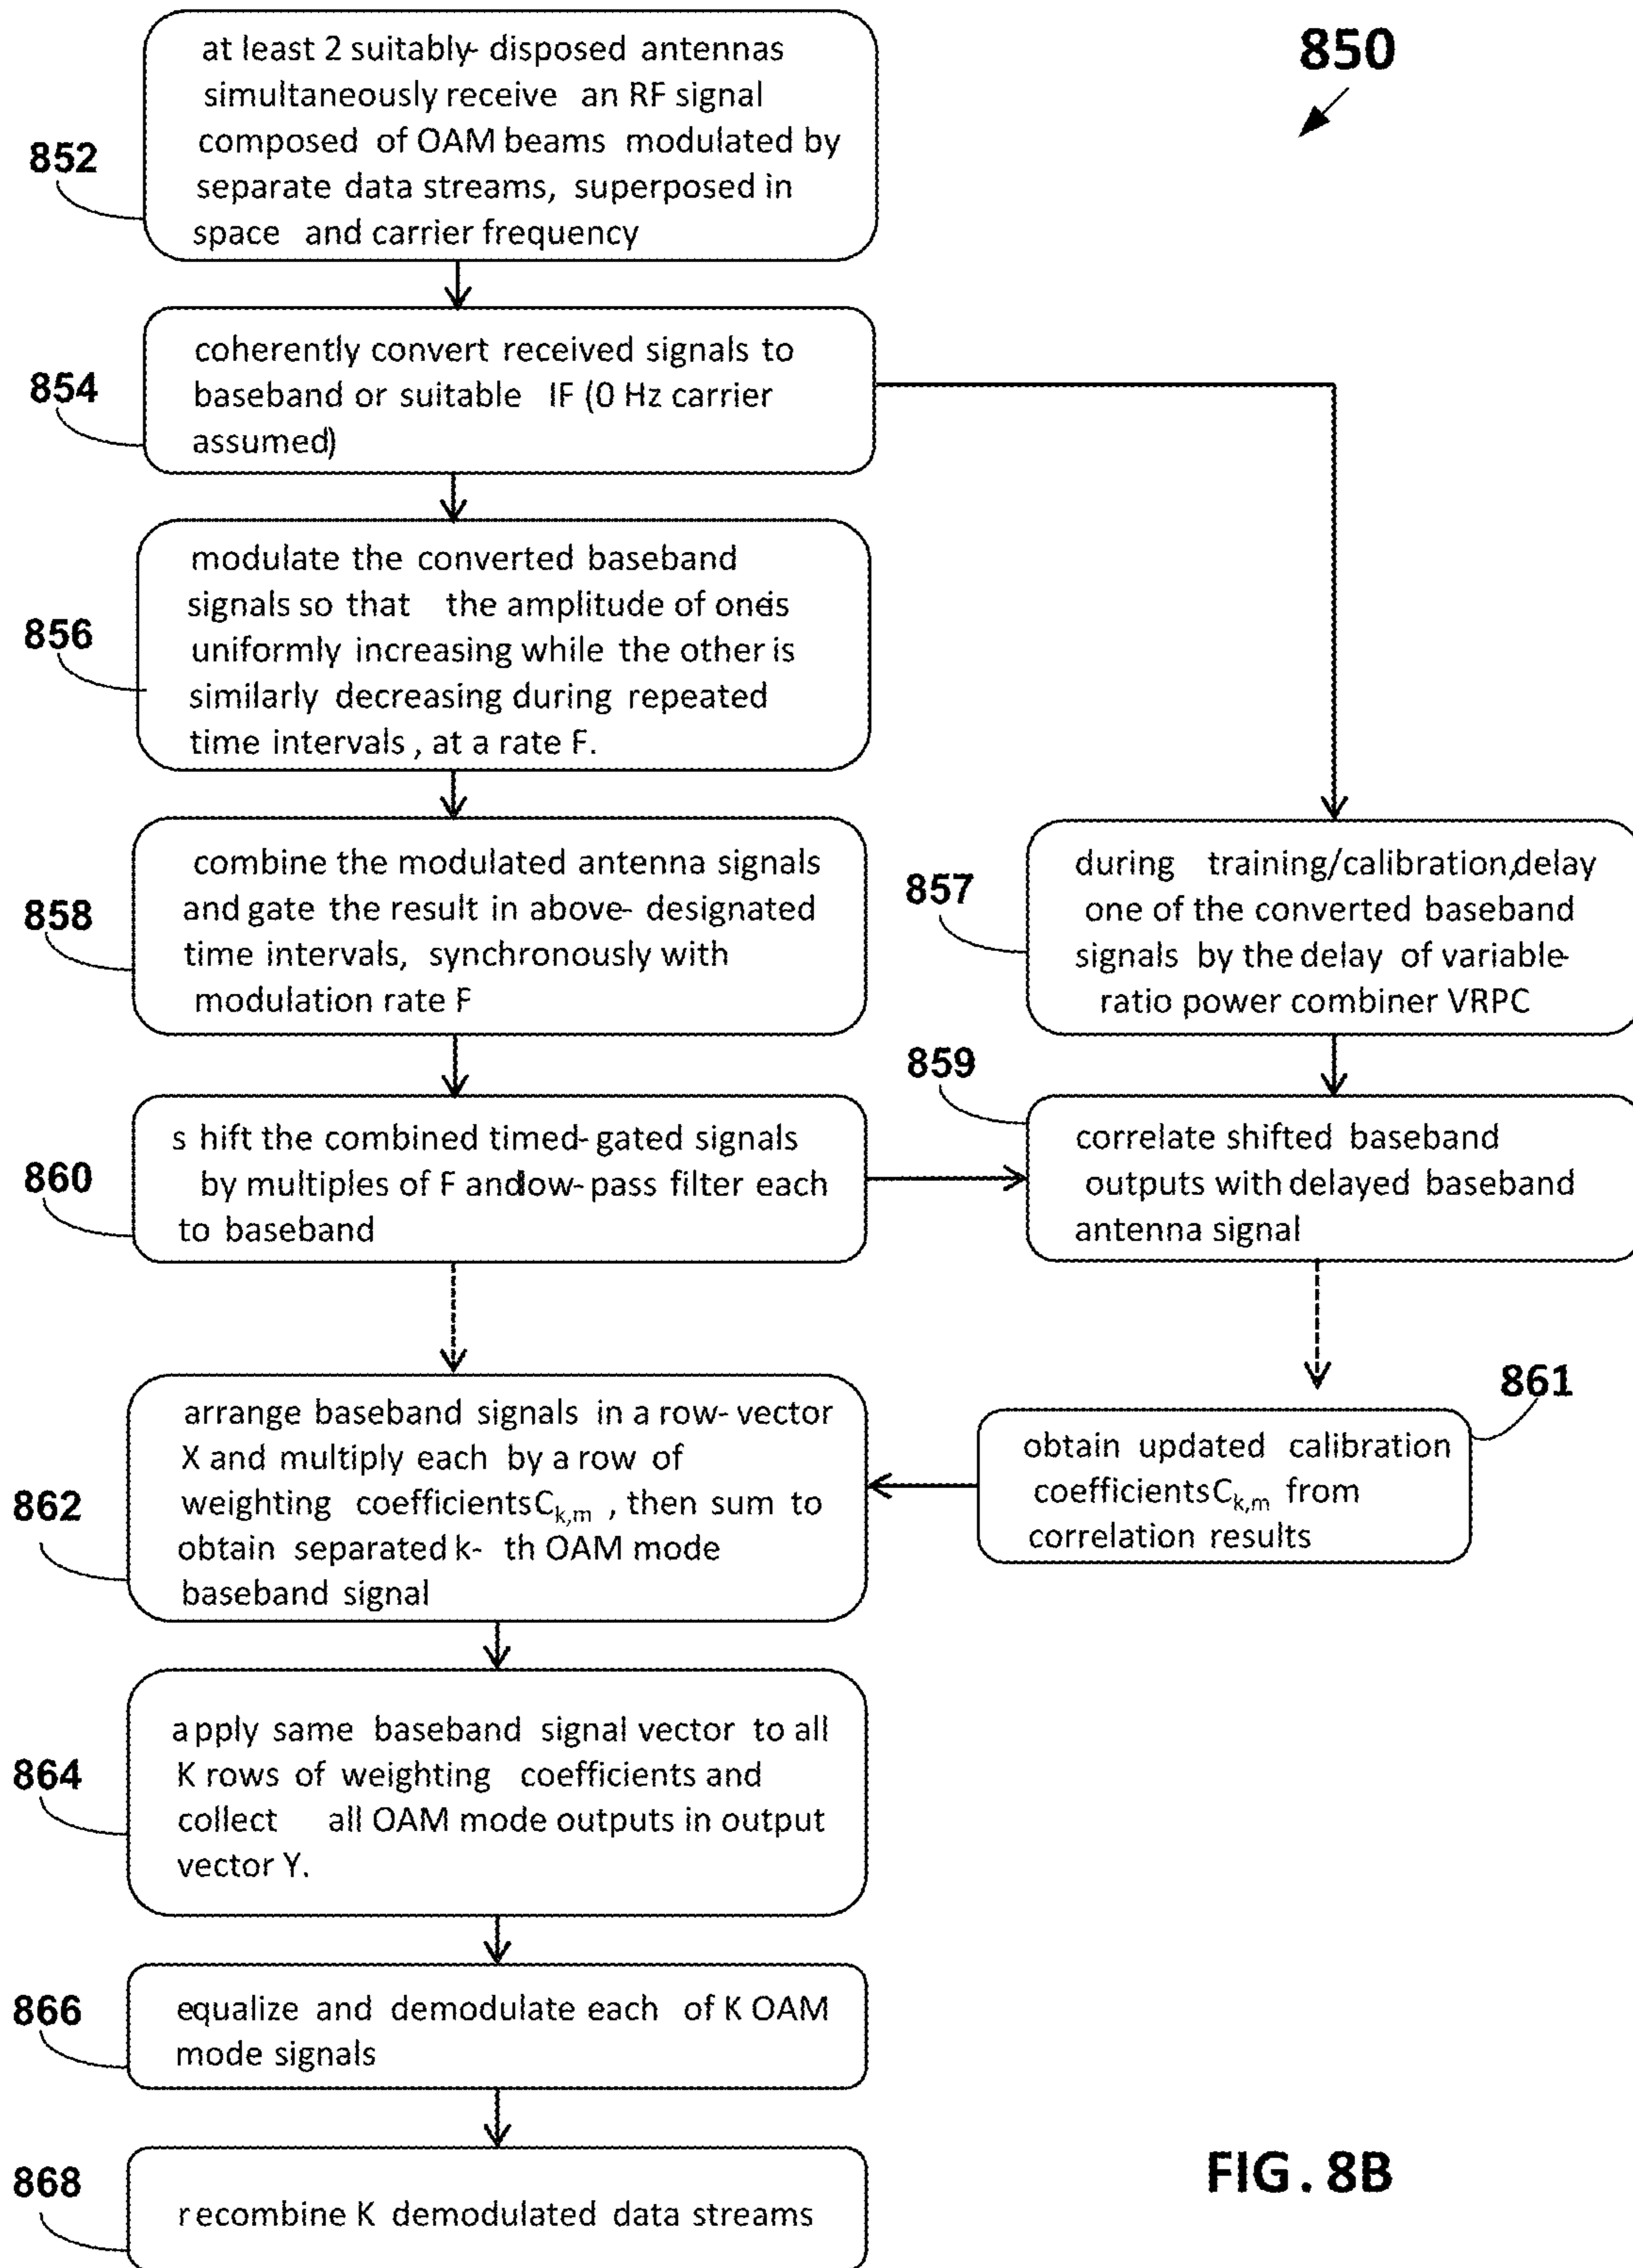 850
at least 2 suitably- disposed antennas
simultaneously receive an RF signal
composed of OAM beams modulated by
separate data streams, superposed in
space and carrier frequency
852
coherently convert received signals to
baseband or suitable IF (0 Hz carrier
assumed)
854
modulate the converted baseband
signals so that the amplitude of oneis
uniformly increasing while the other is
similarly decreasing during repeated
time intervals , at a rate F.
856
combine the modulated antenna signals
and gate the result in above- designated
time intervals, synchronously with
modulation rate F
858
during training/calibration,delay
one of the converted baseband
signals by the delay of variable-
ratio power combiner VRPC
857
s hift the combined timed- gated signals
by multiples of F andlow- pass filter each
to baseband
860
859
correlate shifted baseband
outputs with delayed baseband
antenna signal
arrange baseband signals in a row- vector
X and multiply each by a row of
weighting coefficientsCk,m , then sum to
obtain separated k- th OAM mode
baseband signal
862
861
obtain updated calibration
coefficientsCk,m from
correlation results
apply same baseband signal vector to all
K rows of weighting coefficients and
collect all OAM mode outputs in output
vector Y.
864
equalize and demodulate each of K OAM
mode signals
866
recombine K demodulated data streams
868
FIG. 8B